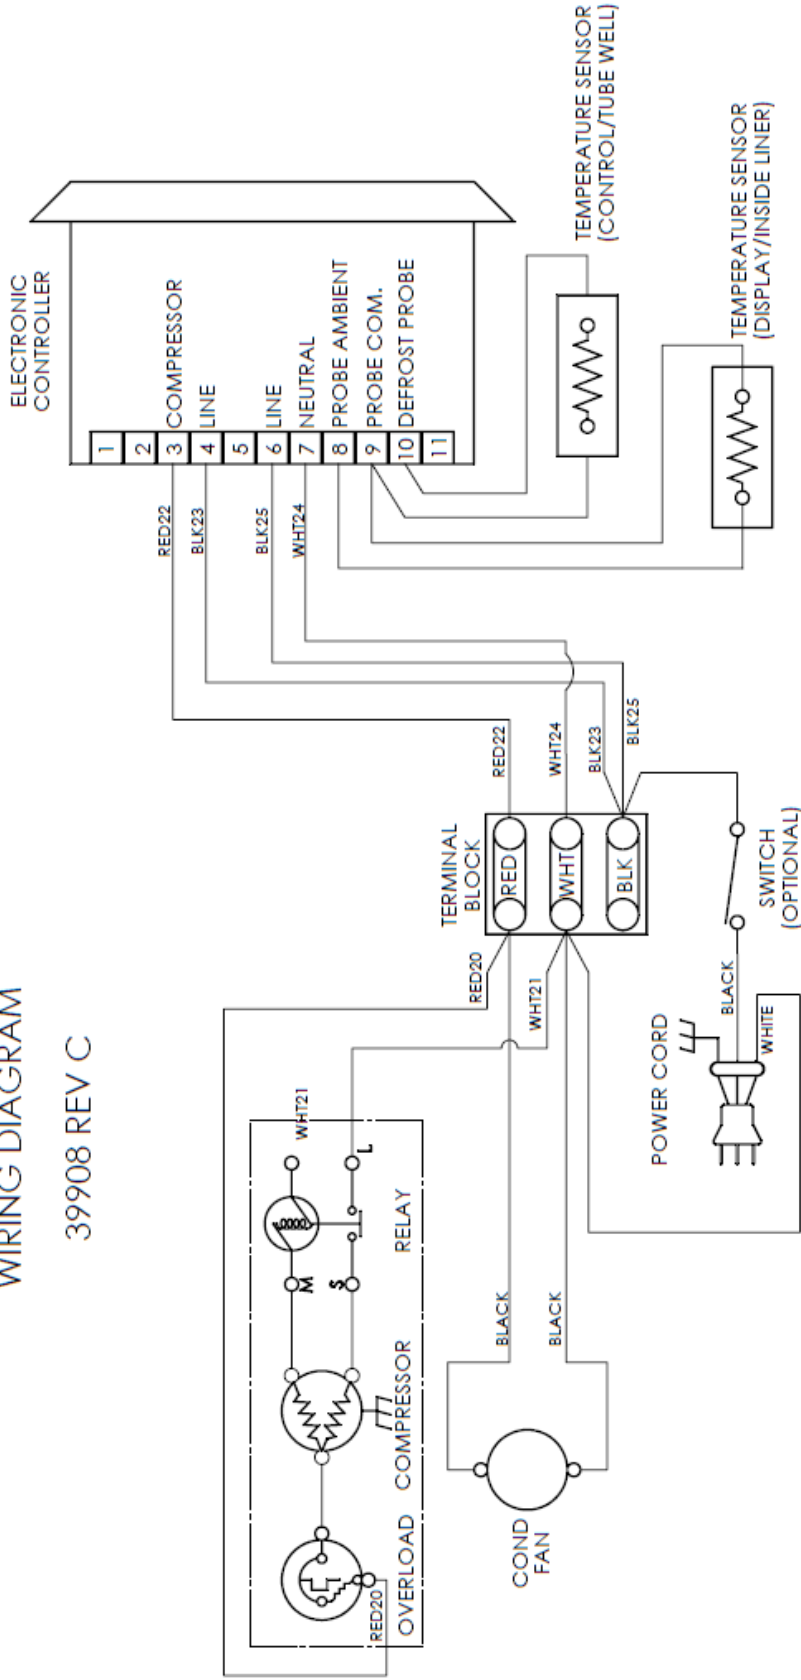 WIRING DIAGRAM
39908 REV C
ELECTRONIC
CONTROLLER
1
2
3 COMPRESSOR
4 LINE
5
6 LINE
7 NEUTRAL
8 PROBE AMBIENT
9 PROBE COM.
10 DEFROST PROBE
11
RED22
BLK23
BLK25
WHT24
TEMPERATURE SENSOR
(CONTROL/TUBE WELL)
TEMPERATURE SENSOR
(DISPLAY/INSIDE LINER)
RED22
WHT24
BLK23
BLK25
TERMINAL
BLOCK
RED
WHT
BLK
RED20
WHT21
SWITCH
(OPTIONAL)
BLACK
WHITE
POWER CORD
WHT21
L
RELAY
M
S
COMPRESSOR
OVERLOAD
RED20
BLACK
BLACK
COND
FAN